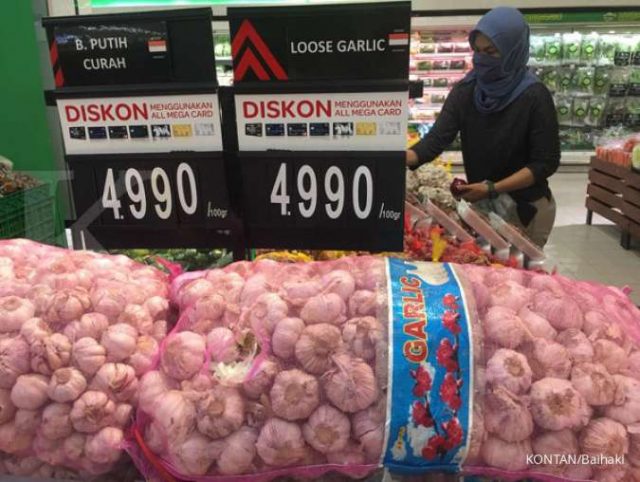 B. PUTIH
CURAH
DISKON MENGGUNAKAN
ALL MEGA CARD
4.990 /100gr
LOOSE GARLIC
DISKON MENGGUNAKAN
ALL MEGA CARD
4.990 /100gr
GARLIC
KONTAN/Baihaki